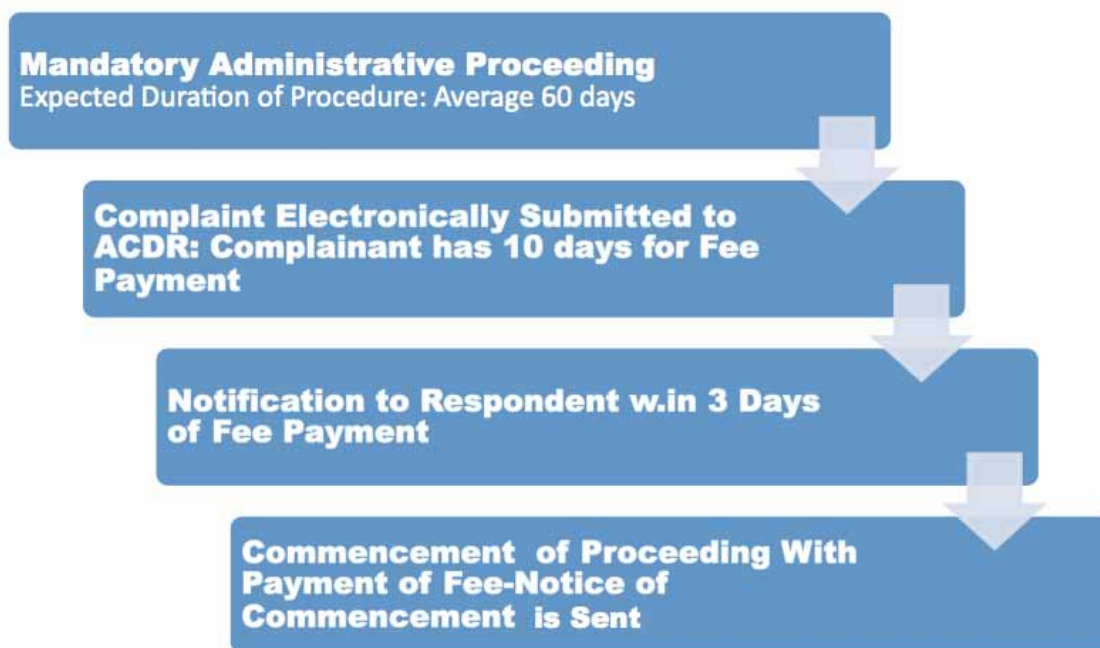 Mandatory Administrative Proceeding
Expected Duration of Procedure: Average 60 days
Complaint Electronically Submitted to
ACDR: Complainant has 10 days for Fee
Payment
Notification to Respondent w.in 3 Days
of Fee Payment
Commencement of Proceeding With
Payment of Fee-Notice of
Commencement is Sent